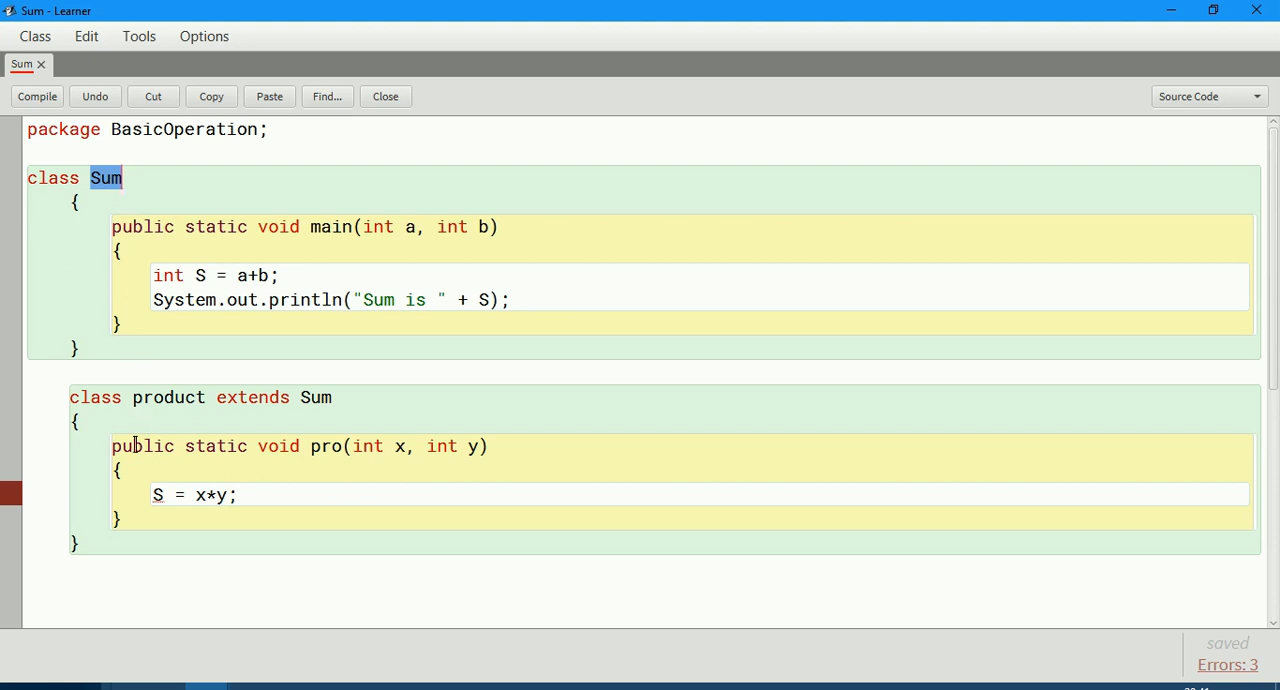 Sum - Learner
Class Edit Tools Options
Sum
Compile Undo Cut Copy Paste Find... Close Source Code
package BasicOperation;
class Sum
{
public static void main(int a, int b)
{
int S = a+b;
System.out.println("Sum is " + S);
}
}
class product extends Sum
{
public static void pro(int x, int y)
{
S = x*y;
}
}
saved
Errors: 3